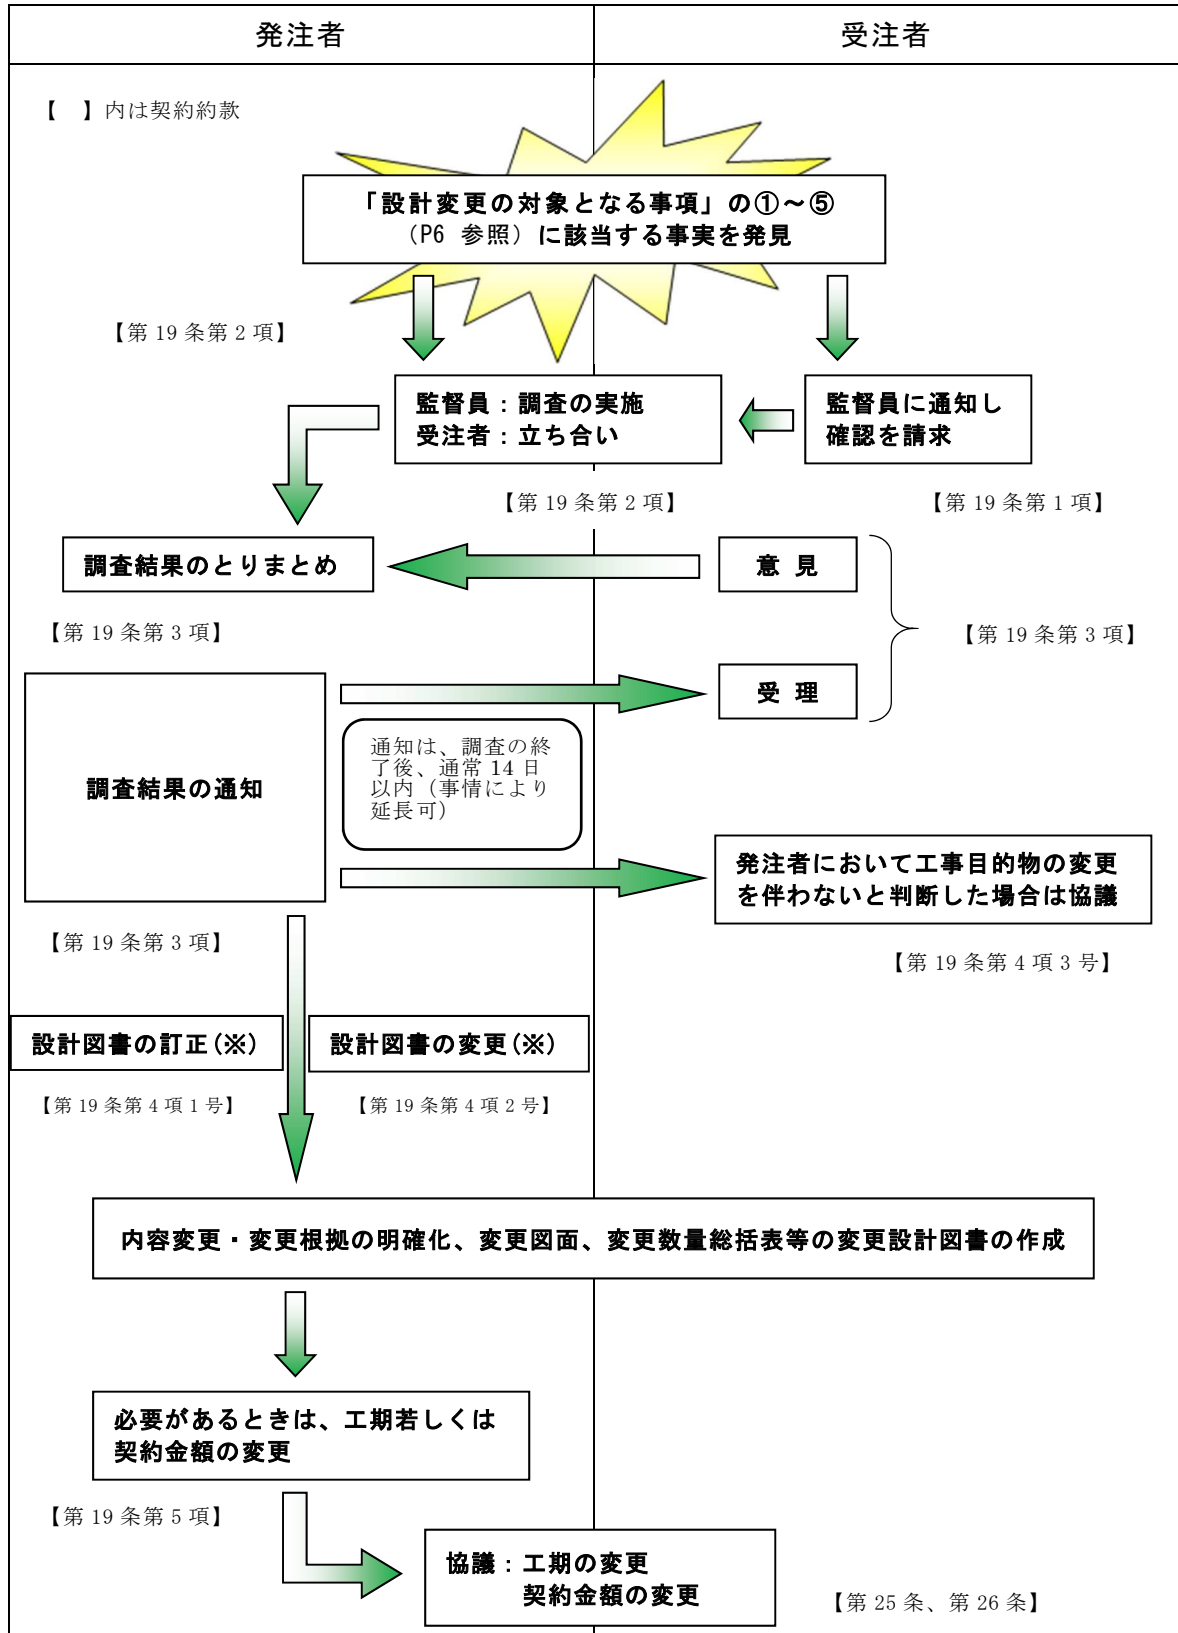 発注者
受注者
【　】内は契約約款
「設計変更の対象となる事項」の①～⑤
（P6 参照）に該当する事実を発見
【第 19 条第 2 項】
監督員：調査の実施
受注者：立ち合い
監督員に通知し
確認を請求
【第 19 条第 2 項】
【第 19 条第 1 項】
調査結果のとりまとめ
意 見
【第 19 条第 3 項】
【第 19 条第 3 項】
受 理
調査結果の通知
通知は、調査の終
了後、通常 14 日
以内（事情により
延長可）
発注者において工事目的物の変更
を伴わないと判断した場合は協議
【第 19 条第 3 項】
【第 19 条第 4 項 3 号】
設計図書の訂正(※)
設計図書の変更(※)
【第 19 条第 4 項 1 号】
【第 19 条第 4 項 2 号】
内容変更・変更根拠の明確化、変更図面、変更数量総括表等の変更設計図書の作成
必要があるときは、工期若しくは
契約金額の変更
【第 19 条第 5 項】
協議：工期の変更
契約金額の変更
【第 25 条、第 26 条】